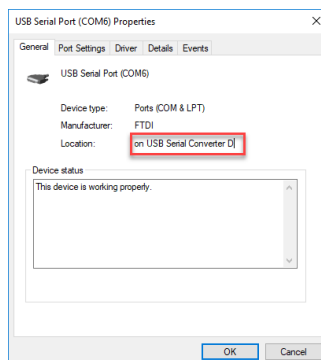 USB Serial Port (COM6) Properties
General Port Settings Driver Details Events
USB Serial Port (COM6)
Device type: Ports (COM & LPT)
Manufacturer: FTDI
Location: on USB Serial Converter D
Device status
This device is working properly.
OK Cancel